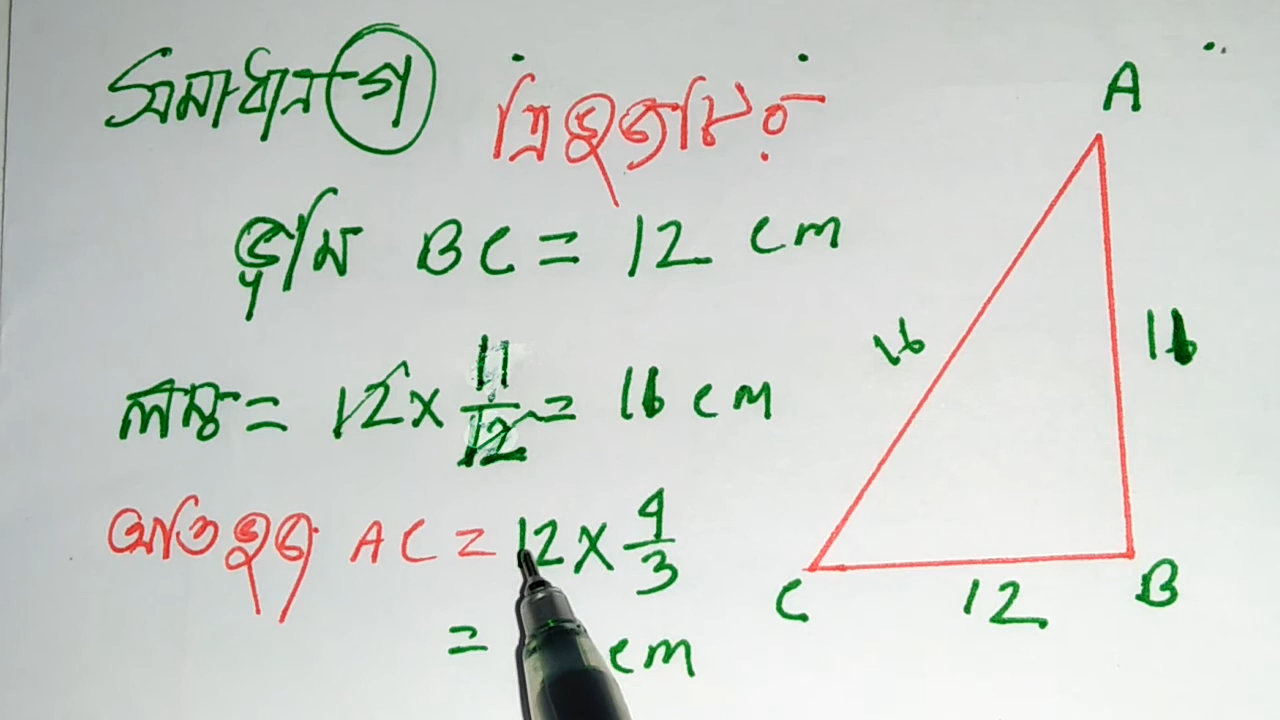 সমাধান গ ত্রিভুজটির
ভূমি BC = 12 cm
লম্ব = 12 × 11/12 = 16 cm
অতিভুজ AC = 12 × 4/3
= cm
A
16
16
C
12
B